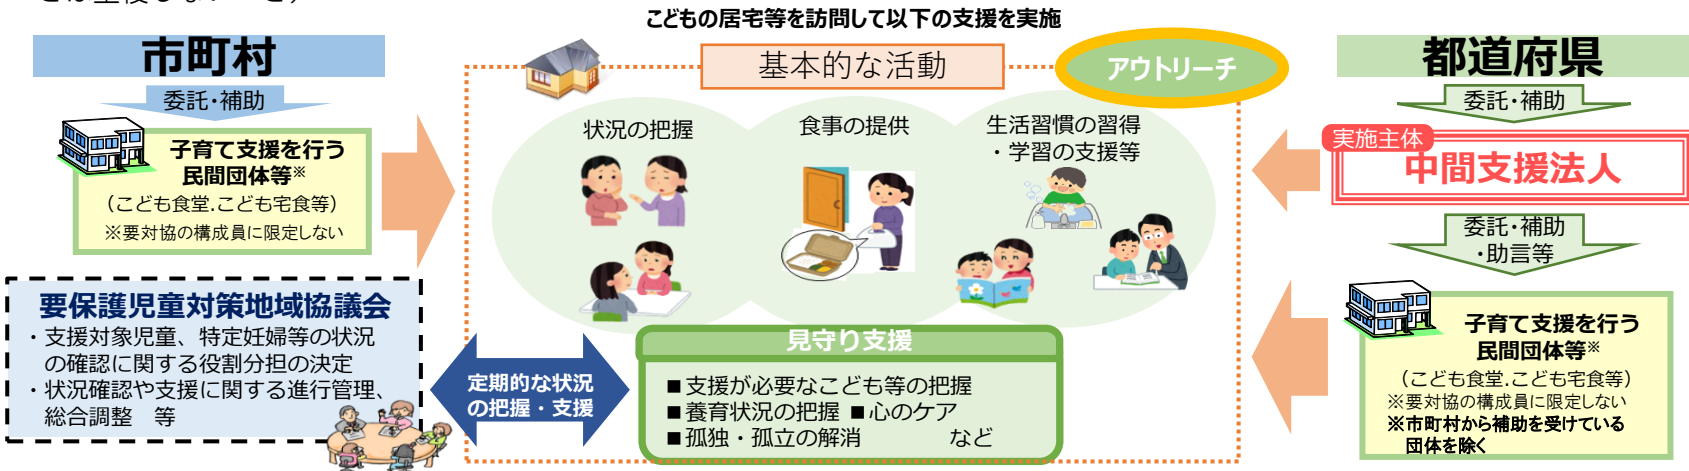 こどもの居宅等を訪問して以下の支援を実施
市町村
委託・補助
子育て支援を行う
民間団体等※
（こども食堂.こども宅食等）
※要対協の構成員に限定しない
要保護児童対策地域協議会
・支援対象児童、特定妊婦等の状況
の確認に関する役割分担の決定
・状況確認や支援に関する進行管理、
総合調整　等
定期的な状況
の把握・支援
基本的な活動
アウトリーチ
状況の把握
食事の提供
生活習慣の習得
・学習の支援等
見守り支援
■支援が必要なこども等の把握
■養育状況の把握 ■心のケア
■孤独・孤立の解消　　　　など
都道府県
委託・補助
実施主体
中間支援法人
委託・補助
・助言等
子育て支援を行う
民間団体等※
（こども食堂.こども宅食等）
※要対協の構成員に限定しない
※市町村から補助を受けている
団体を除く